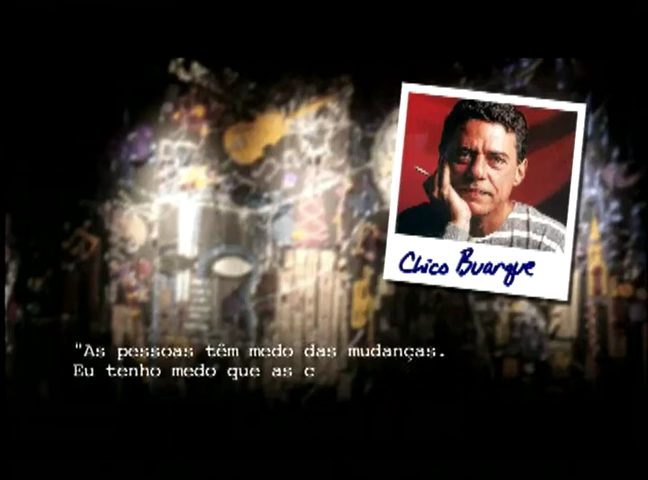 Chico Buarque
"As pessoas têm medo das mudanças.
Eu tenho medo que as c